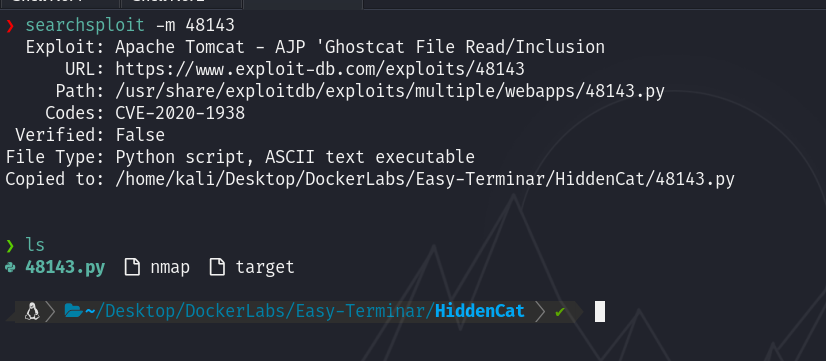 ❯ searchsploit -m 48143
Exploit: Apache Tomcat - AJP 'Ghostcat File Read/Inclusion
URL: https://www.exploit-db.com/exploits/48143
Path: /usr/share/exploitdb/exploits/multiple/webapps/48143.py
Codes: CVE-2020-1938
Verified: False
File Type: Python script, ASCII text executable
Copied to: /home/kali/Desktop/DockerLabs/Easy-Terminar/HiddenCat/48143.py
❯ ls
48143.py nmap target
~/Desktop/DockerLabs/Easy-Terminar/HiddenCat ✔